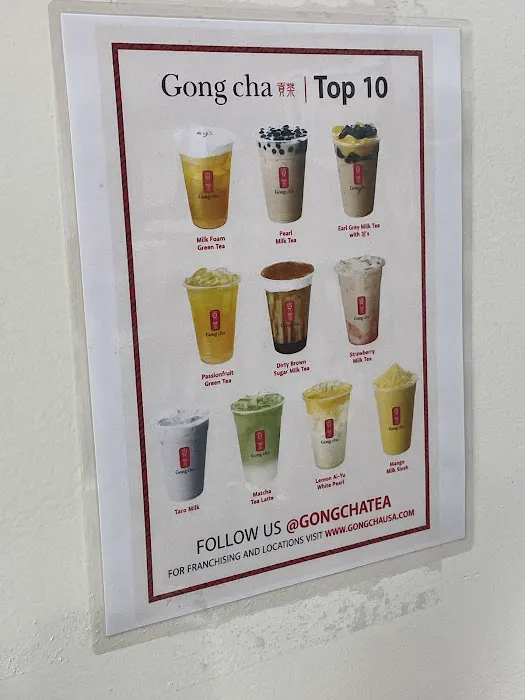 Gong cha 貢茶 | Top 10
Milk Foam
Green Tea
Pearl
Milk Tea
Earl Grey Milk Tea
with 3J's
Passionfruit
Green Tea
Dirty Brown
Sugar Milk Tea
Strawberry
Milk Tea
Taro Milk
Matcha
Tea Latte
Lemon Ai-Yu
White Pearl
Mango
Milk Slush
FOLLOW US @GONGCHATEA
FOR FRANCHISING AND LOCATIONS VISIT WWW.GONGCHAUSA.COM